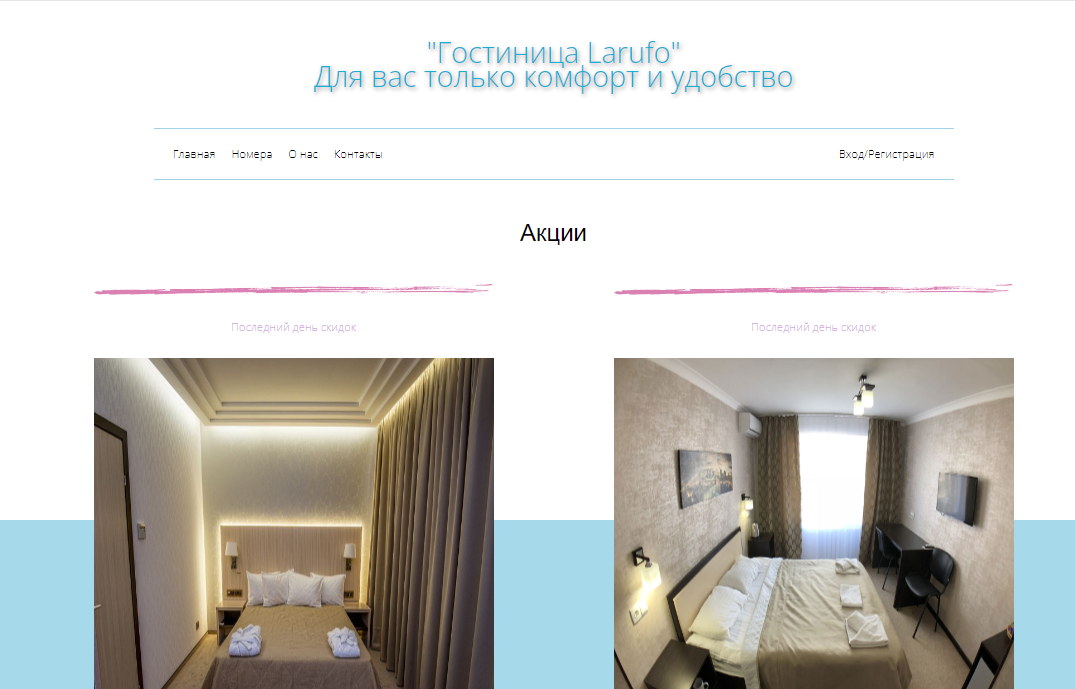 "Гостиница Larufo"
Для вас только комфорт и удобство
Главная Номера О нас Контакты Вход/Регистрация
Акции
Последний день скидок Последний день скидок